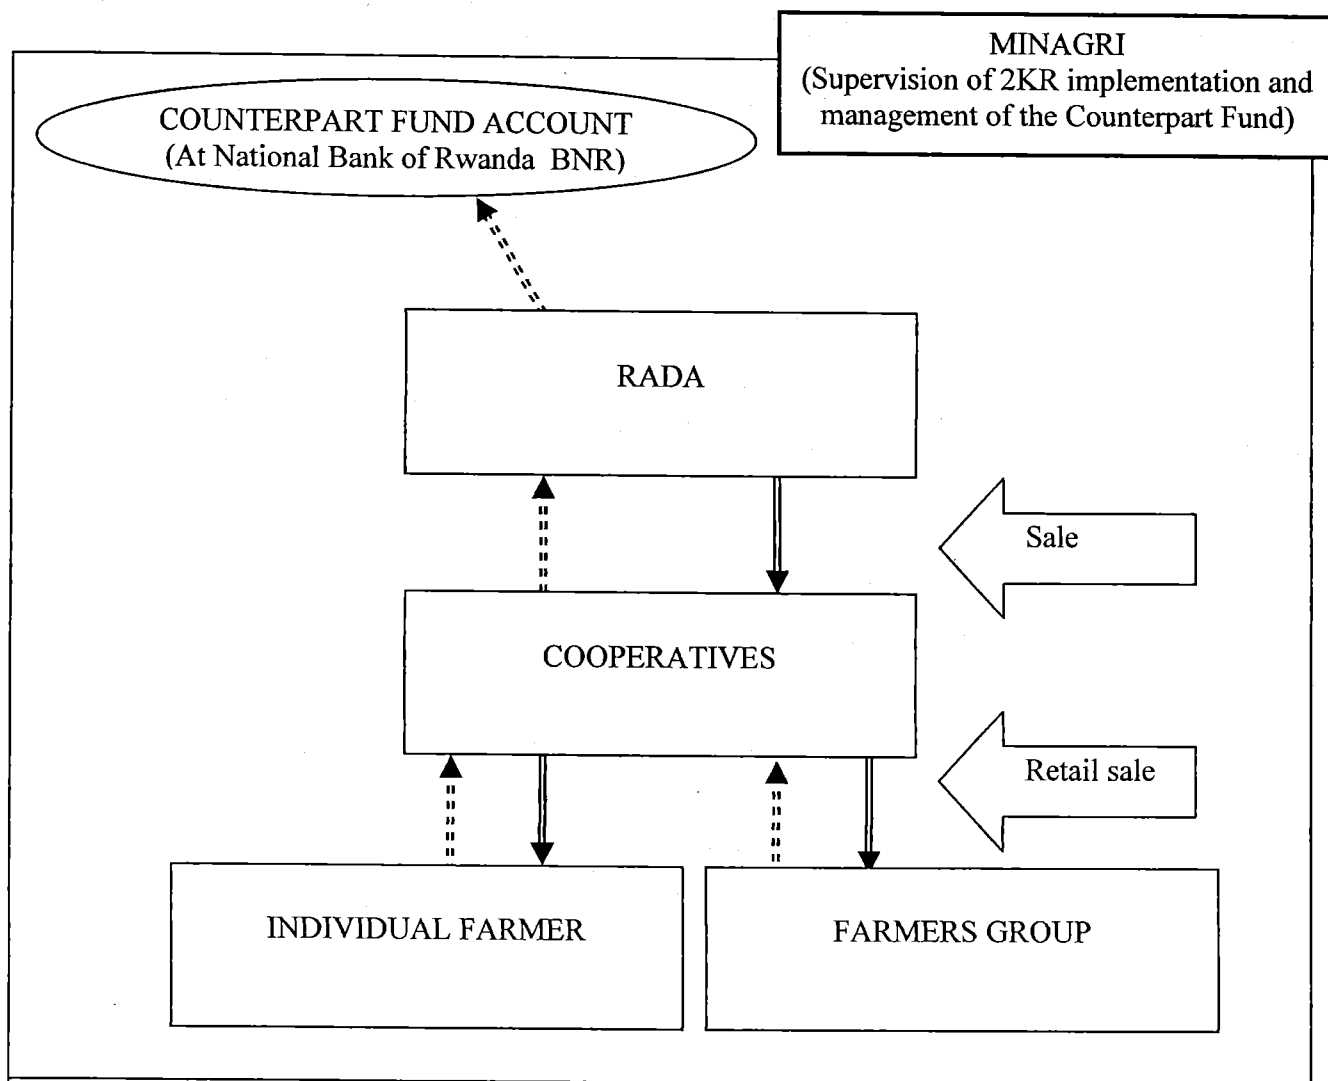 MINAGRI
(Supervision of 2KR implementation and
management of the Counterpart Fund)
COUNTERPART FUND ACCOUNT
(At National Bank of Rwanda BNR)
RADA
Sale
COOPERATIVES
Retail sale
INDIVIDUAL FARMER
FARMERS GROUP